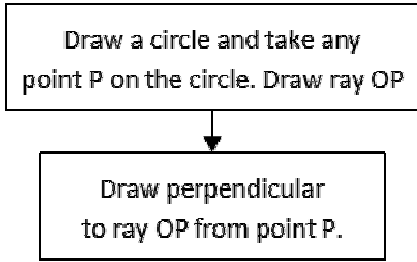 Draw a circle and take any
point P on the circle. Draw ray OP
Draw perpendicular
to ray OP from point P.